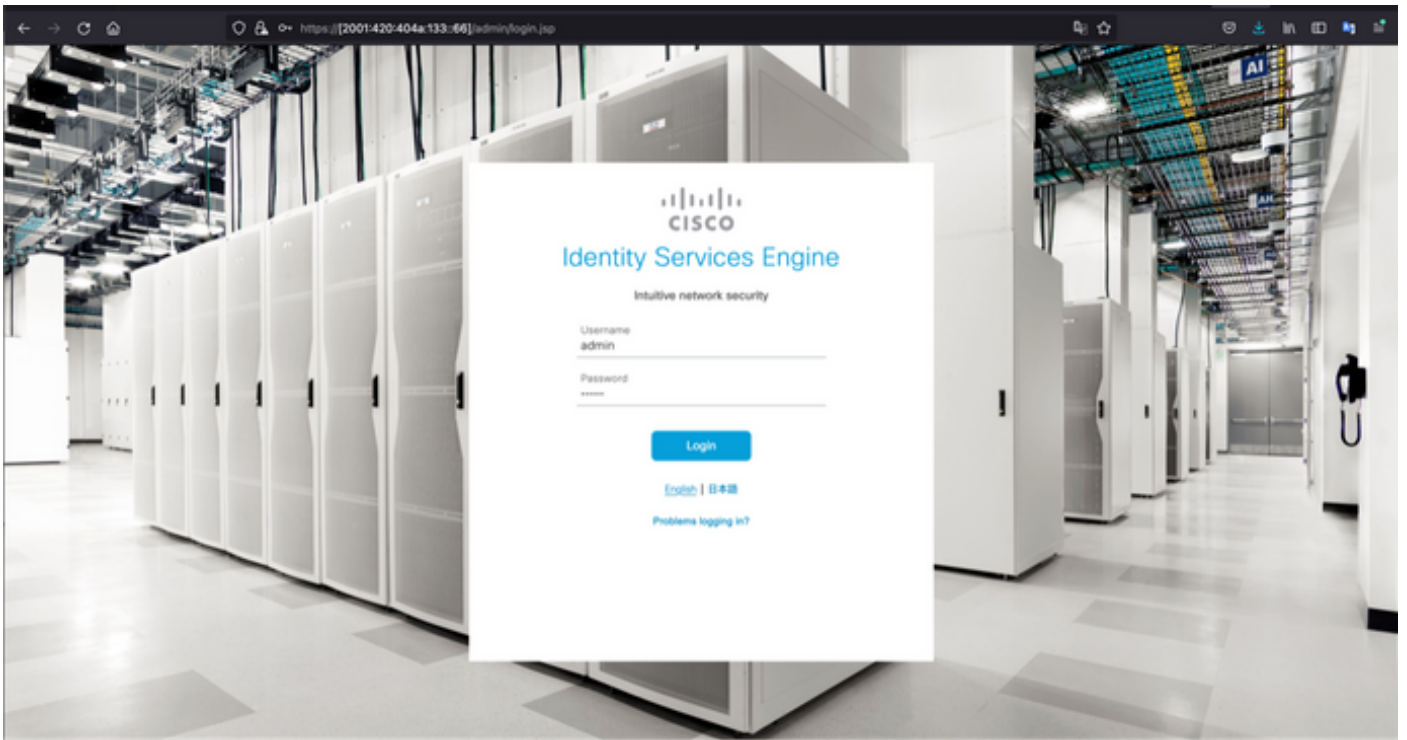 https://[2001:420:404a:133::66]/admin/login.jsp
AI
CISCO
Identity Services Engine
Intuitive network security
Username
admin
Password
Login
English | 日本語
Problems logging in?